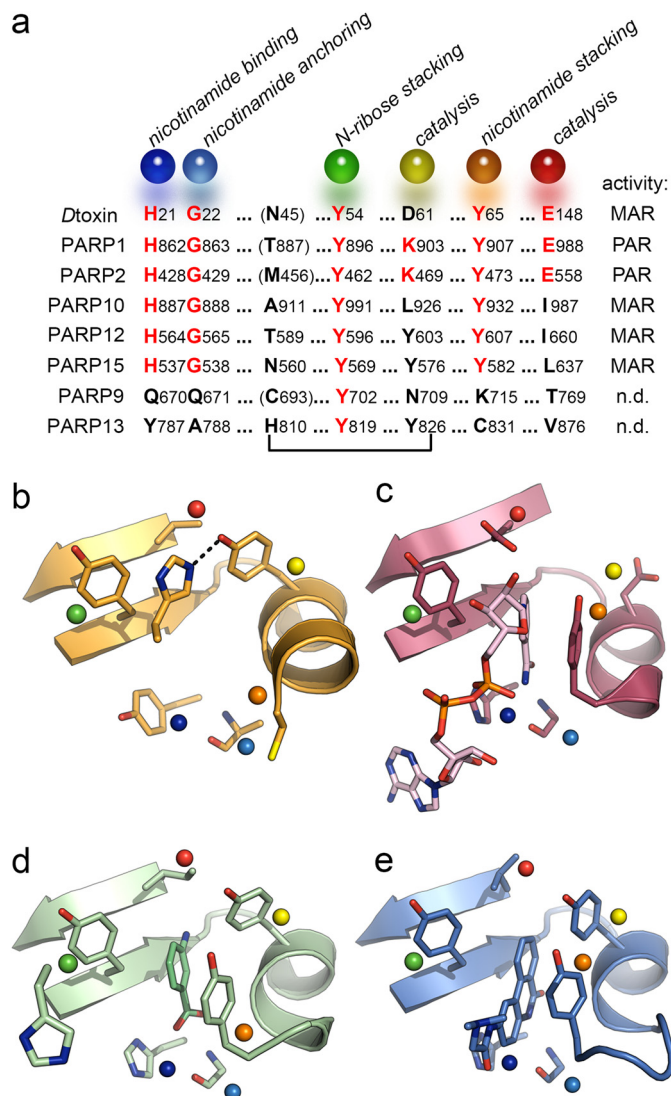 a
nicotinamide binding
nicotinamide anchoring
N-ribose stacking
catalysis
nicotinamide stacking
catalysis
activity:
Dtoxin H21 G22 ... (N45) ...Y54 ... D61 ... Y65 ... E148 MAR
PARP1 H862 G863 ... (T887) ...Y896 ... K903 ... Y907 ... E988 PAR
PARP2 H428 G429 ... (M456) ...Y462 ... K469 ... Y473 ... E558 PAR
PARP10 H887 G888 ... A911 ... Y991 ... L926 ... Y932 ... I987 MAR
PARP12 H564 G565 ... T589 ... Y596 ... Y603 ... Y607 ... I660 MAR
PARP15 H537 G538 ... N560 ... Y569 ... Y576 ... Y582 ... L637 MAR
PARP9 Q670 Q671 ... (C693) ... Y702 ... N709 ... K715 ... T769 n.d.
PARP13 Y787 A788 ... H810 ... Y819 ... Y826 ... C831 ... V876 n.d.
b
c
d
e